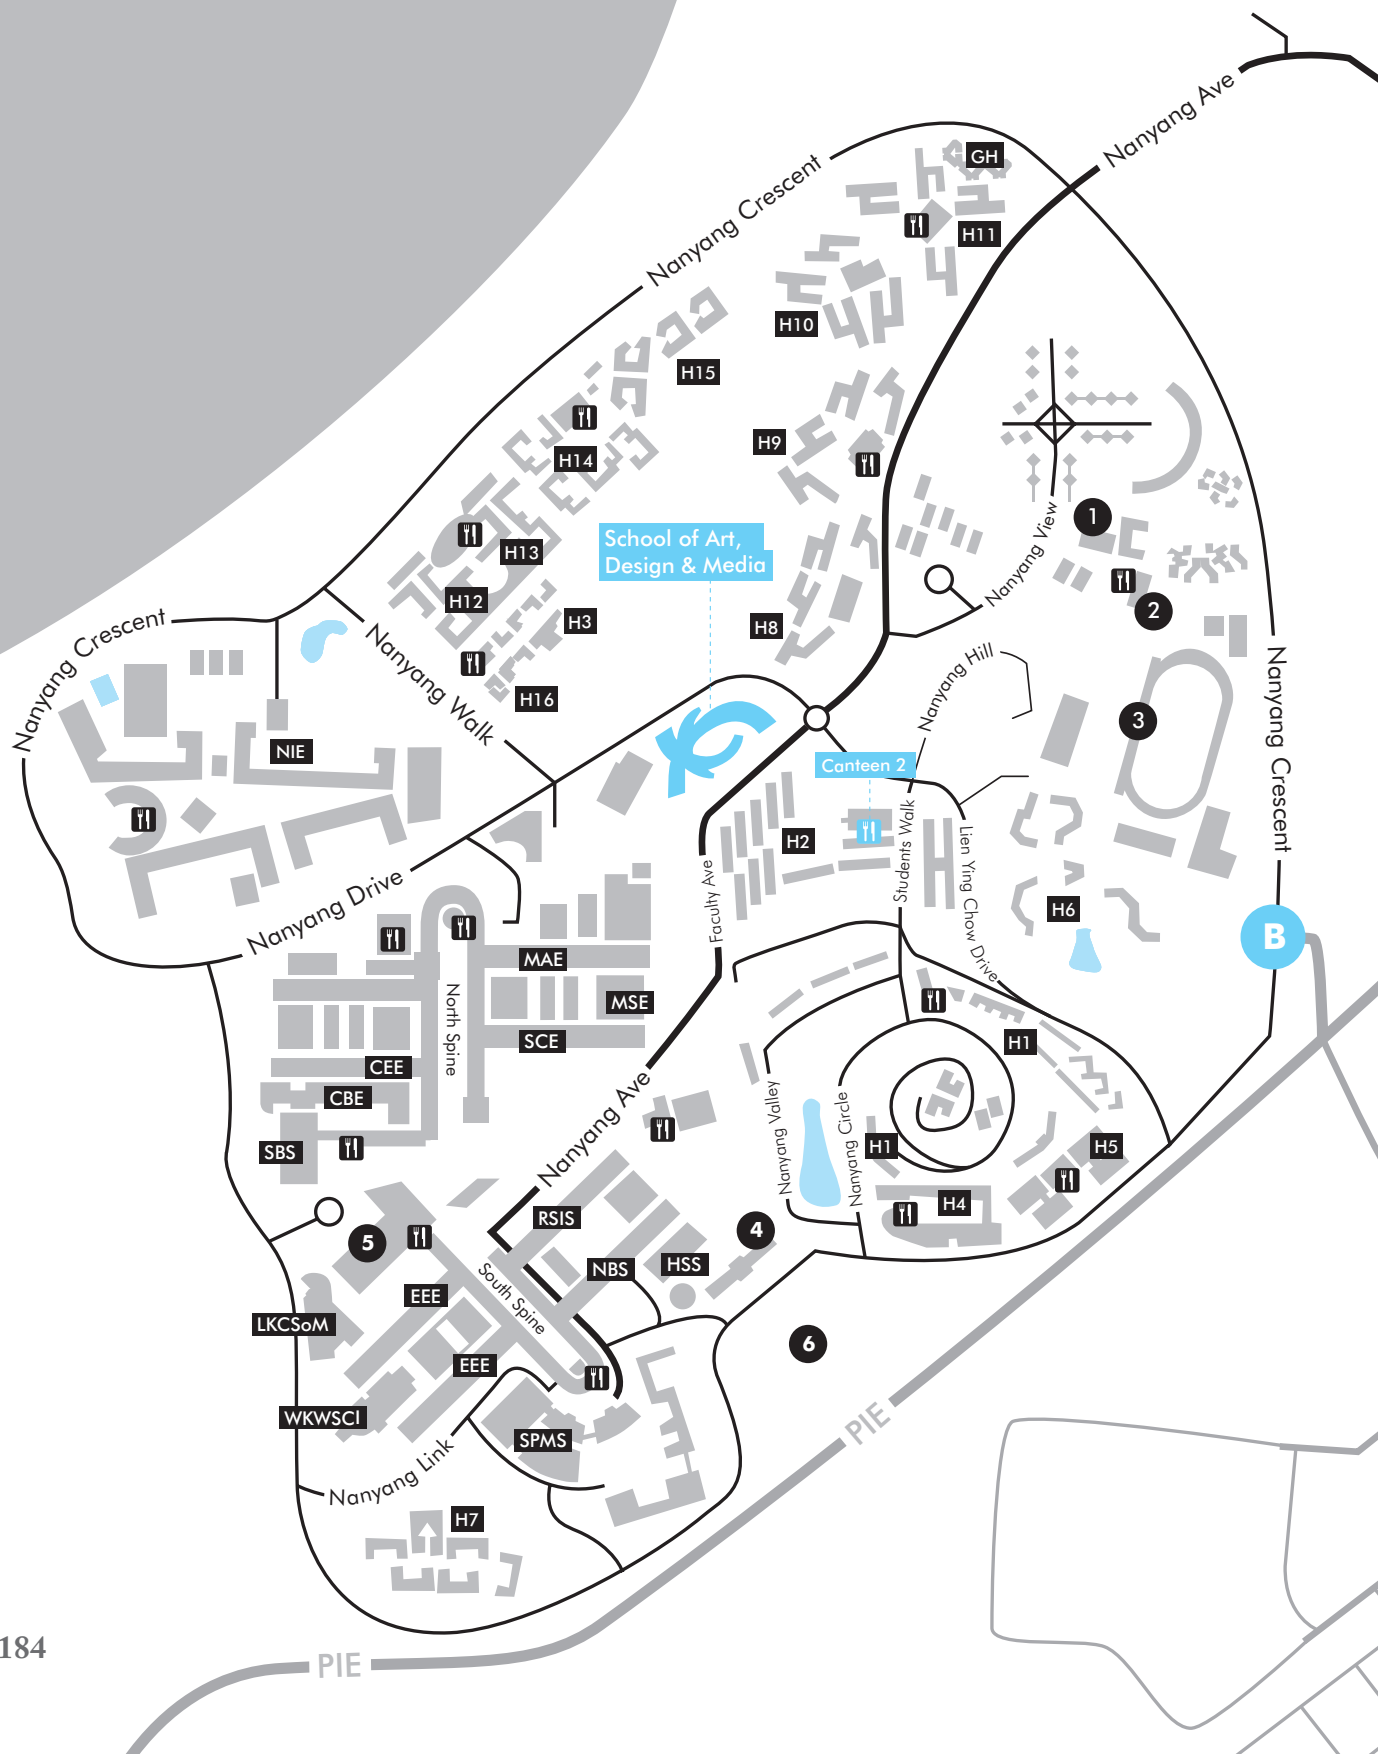 Nanyang Ave
GH
Nanyang Crescent
H11
H10
H15
H9
H14
1
School of Art,
Design & Media
H13
Nanyang View
H12
2
H3
H8
Nanyang Crescent
Nanyang Walk
Nanyang Hill
H16
3
Nanyang Crescent
NIE
Canteen 2
H2
Students Walk
Lien Ying Chow Drive
Faculty Ave
Nanyang Drive
H6
B
MAE
North Spine
MSE
SCE
H1
CEE
CBE
Nanyang Ave
Nanyang Valley
Nanyang Circle
SBS
H1
H5
H4
RSIS
4
5
HSS
NBS
South Spine
EEE
LKCSoM
6
EEE
WKWSCI
SPMS
PIE
Nanyang Link
H7
184
PIE